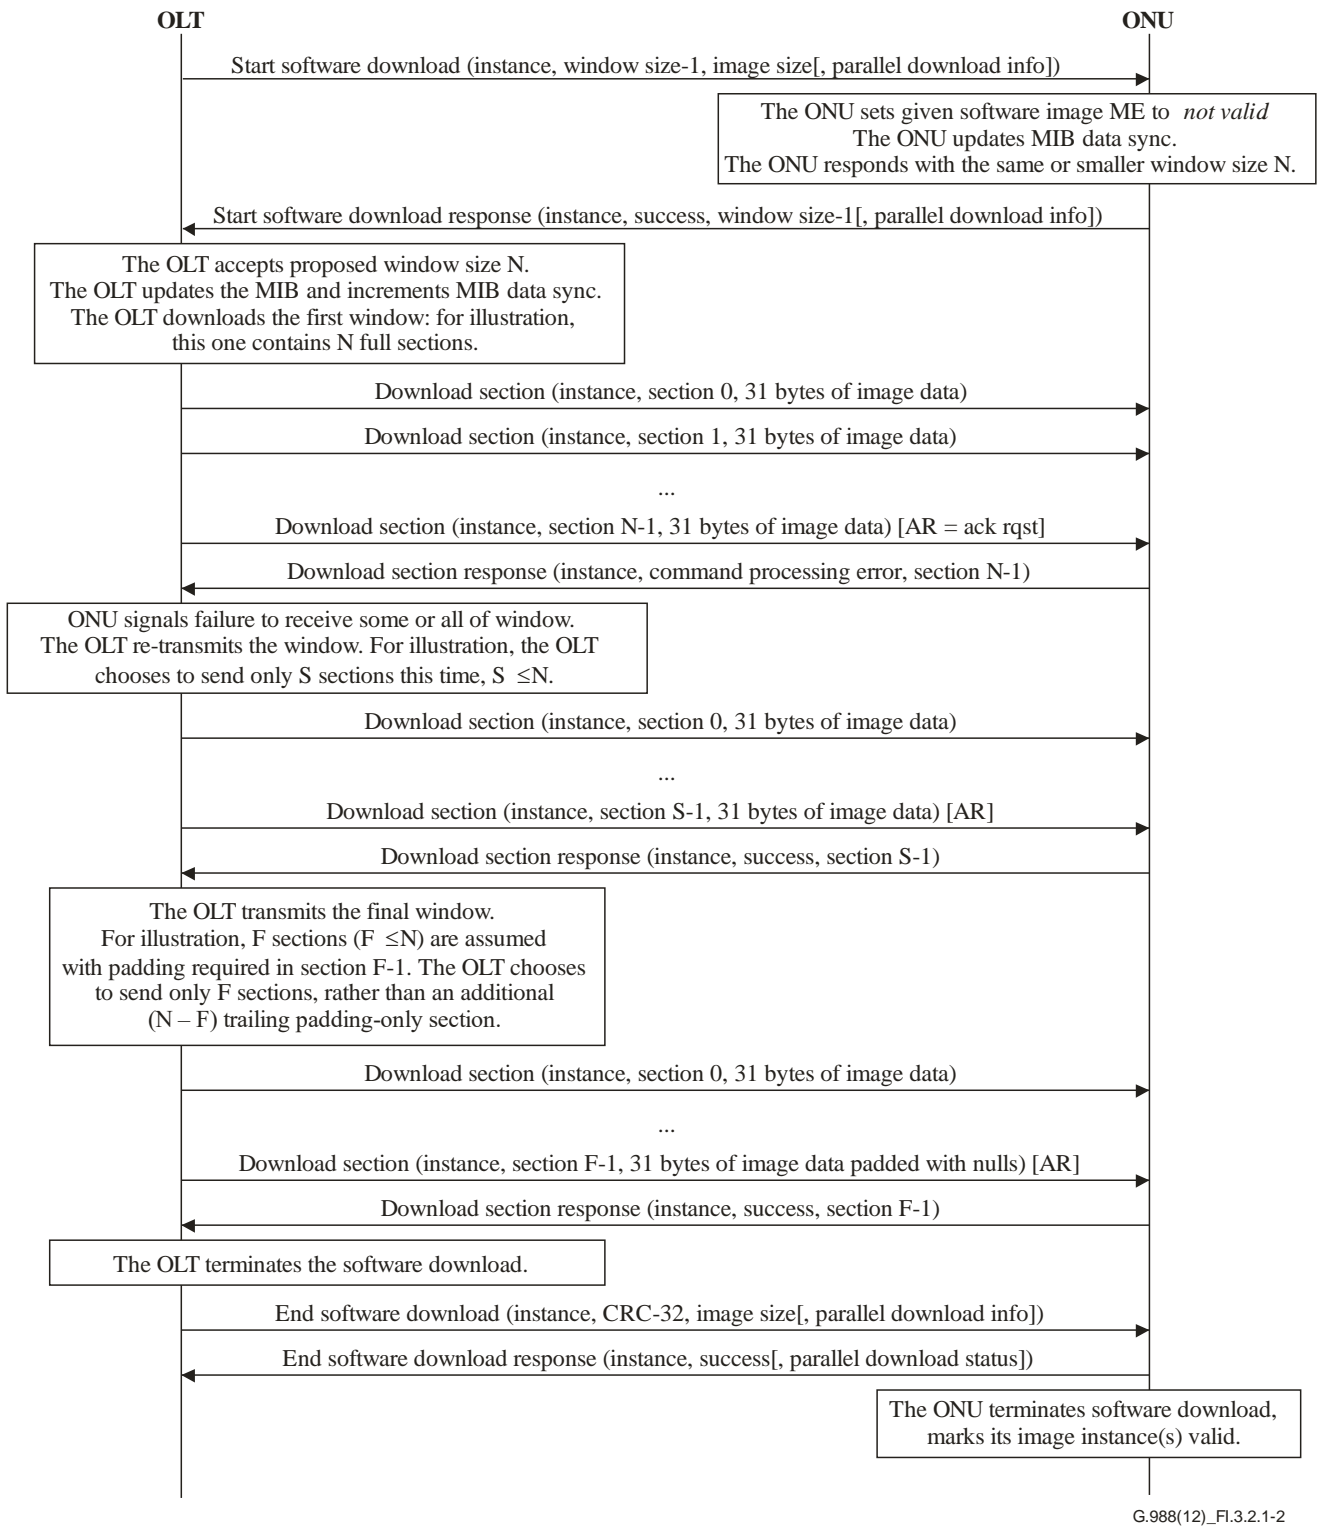 OLT
ONU
Start software download (instance, window size-1, image size[, parallel download info])
The ONU sets given software image ME to not valid
The ONU updates MIB data sync.
The ONU responds with the same or smaller window size N.
Start software download response (instance, success, window size-1[, parallel download info])
The OLT accepts proposed window size N.
The OLT updates the MIB and increments MIB data sync.
The OLT downloads the first window: for illustration,
this one contains N full sections.
Download section (instance, section 0, 31 bytes of image data)
Download section (instance, section 1, 31 bytes of image data)
...
Download section (instance, section N-1, 31 bytes of image data) [AR = ack rqst]
Download section response (instance, command processing error, section N-1)
ONU signals failure to receive some or all of window.
The OLT re-transmits the window. For illustration, the OLT
chooses to send only S sections this time, S ≤N.
Download section (instance, section 0, 31 bytes of image data)
...
Download section (instance, section S-1, 31 bytes of image data) [AR]
Download section response (instance, success, section S-1)
The OLT transmits the final window.
For illustration, F sections (F ≤N) are assumed
with padding required in section F-1. The OLT chooses
to send only F sections, rather than an additional
(N – F) trailing padding-only section.
Download section (instance, section 0, 31 bytes of image data)
...
Download section (instance, section F-1, 31 bytes of image data padded with nulls) [AR]
Download section response (instance, success, section F-1)
The OLT terminates the software download.
End software download (instance, CRC-32, image size[, parallel download info])
End software download response (instance, success[, parallel download status])
The ONU terminates software download,
marks its image instance(s) valid.
G.988(12)_FI.3.2.1-2